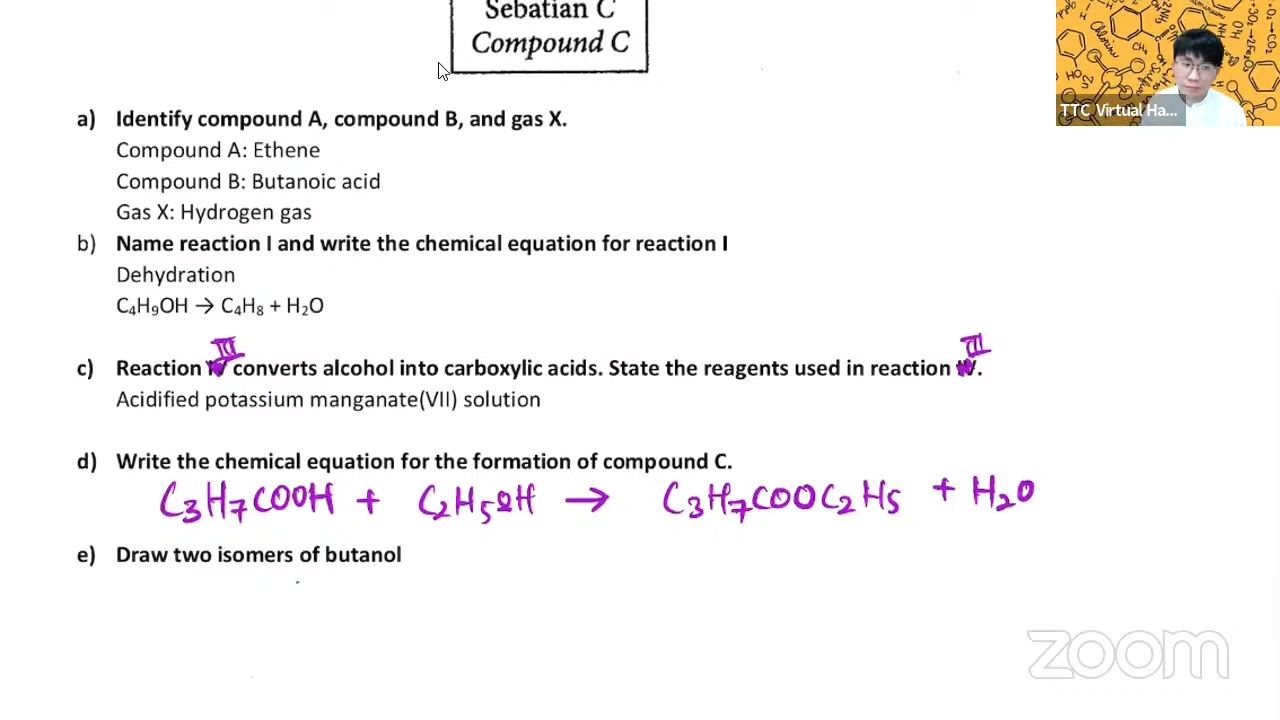 Sebatian C
Compound C
TTC Virtual Ha...
a) Identify compound A, compound B, and gas X.
Compound A: Ethene
Compound B: Butanoic acid
Gas X: Hydrogen gas
b) Name reaction I and write the chemical equation for reaction I
Dehydration
C₄H₉OH → C₄H₈ + H₂O
III III
c) Reaction converts alcohol into carboxylic acids. State the reagents used in reaction .
Acidified potassium manganate(VII) solution
d) Write the chemical equation for the formation of compound C.
C₃H₇COOH + C₂H₅OH → C₃H₇COOC₂H₅ + H₂O
e) Draw two isomers of butanol
zoom